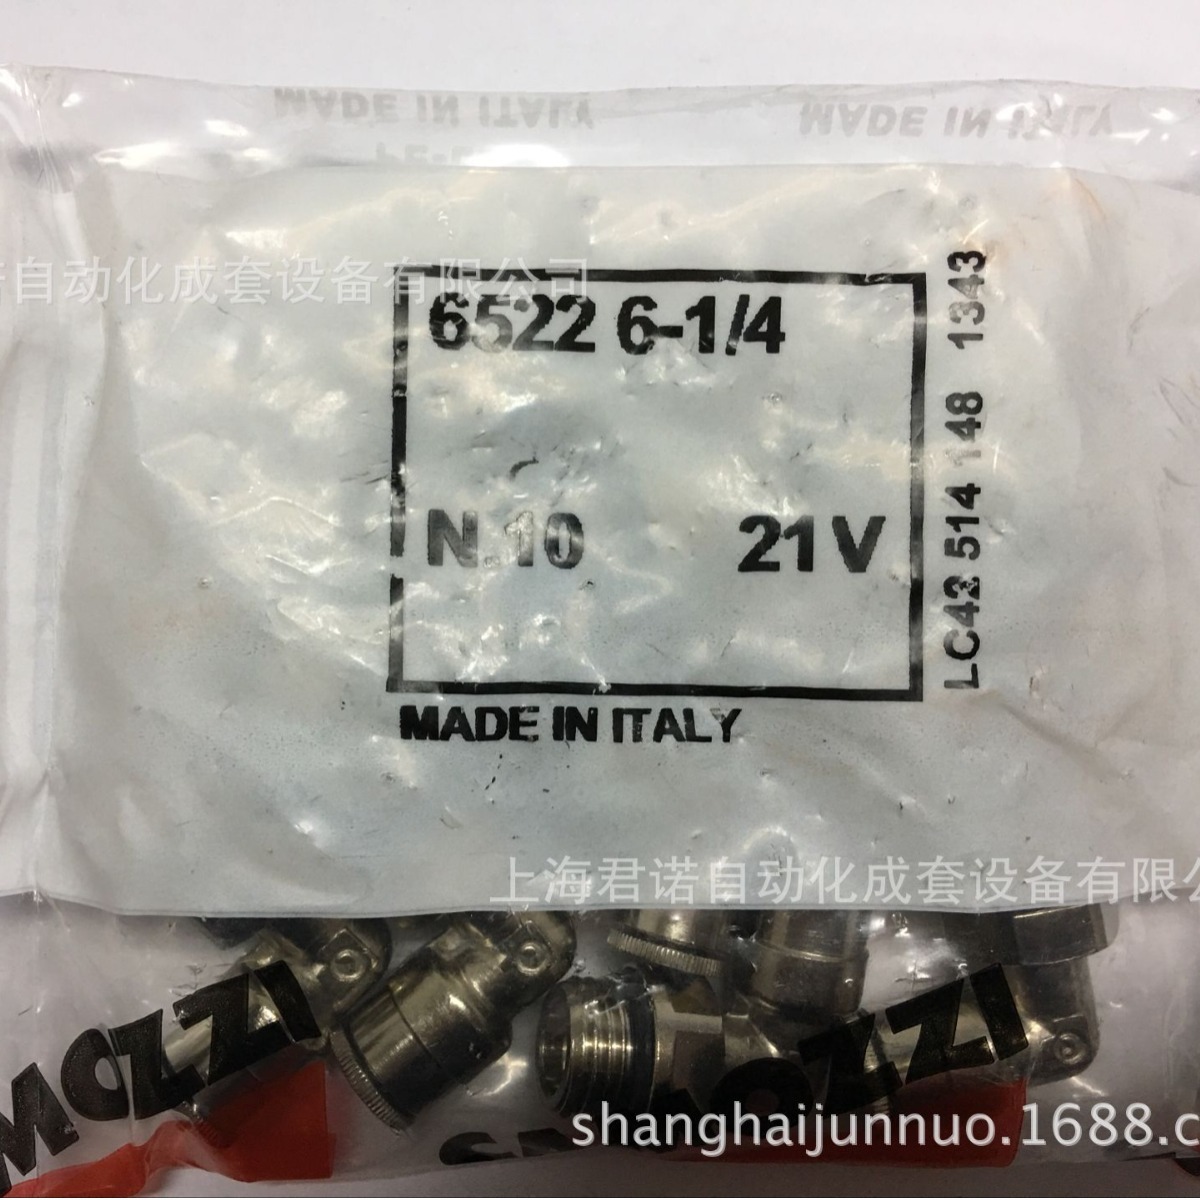 MADE IN ITALY
MADE IN ITALY
诺自动化成套设备有限公司
6522 6-1/4
N.10 21V
MADE IN ITALY
LC42 514 148 1343
上海君诺自动化成套设备有限公
MOZZI
MOZZI
shanghaijunnuo.1688.c